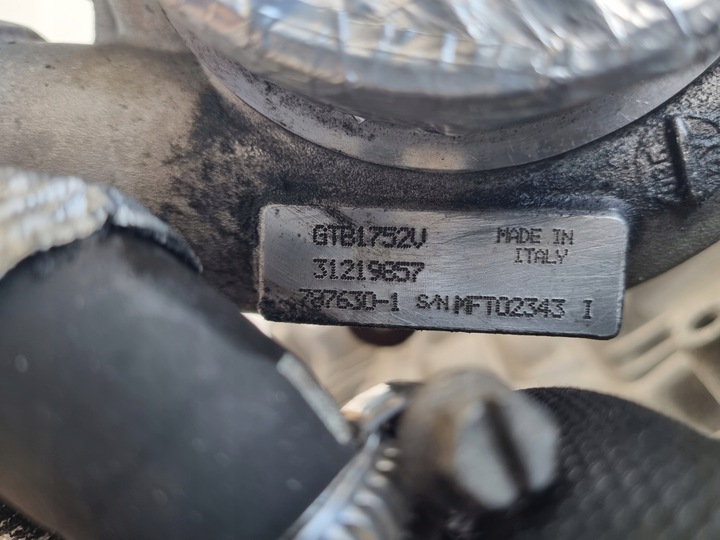 GTB1752V
MADE IN
ITALY
31219857
787630-1 S/N MFT02343 I